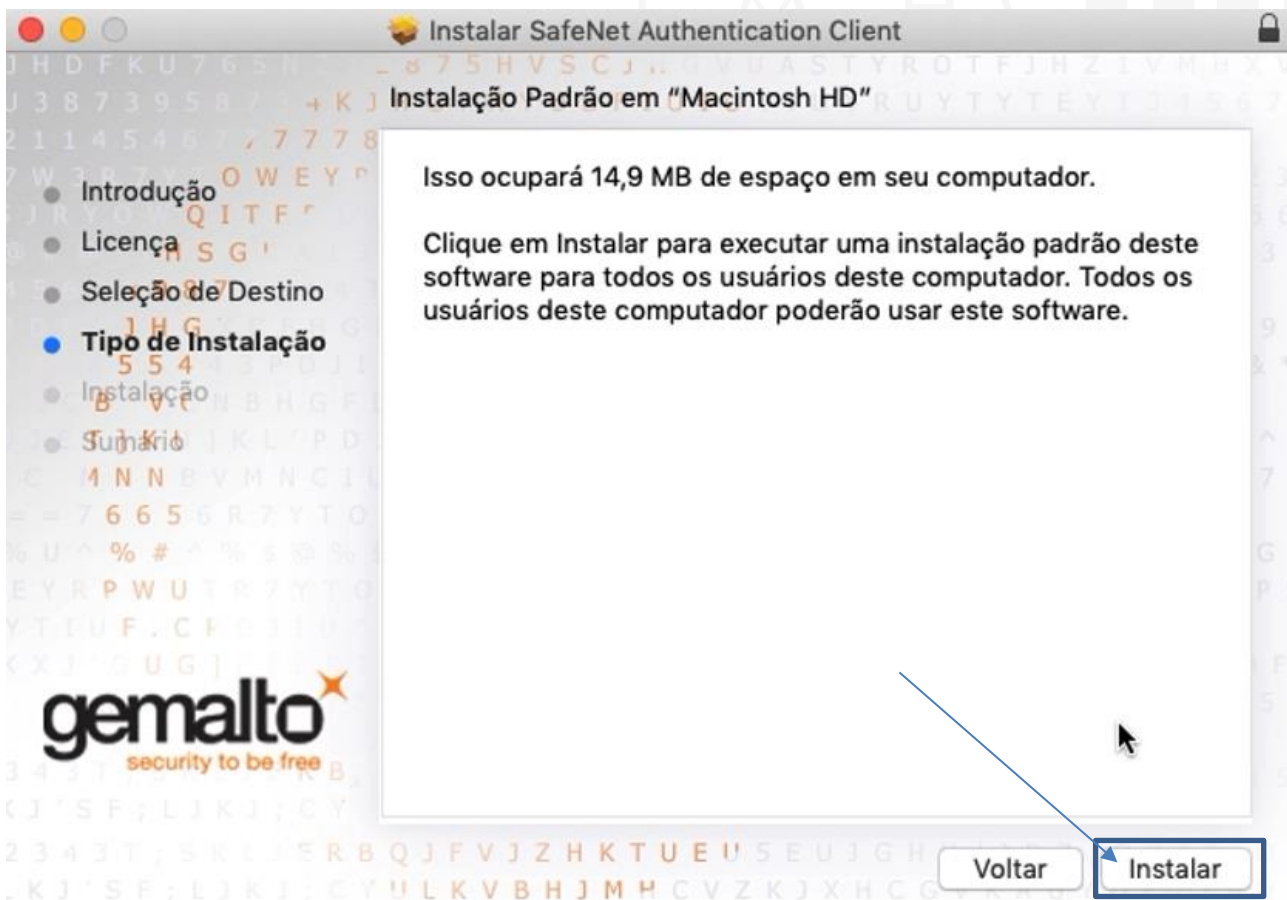 Instalar SafeNet Authentication Client
Instalação Padrão em “Macintosh HD”
Introdução
Licença
Seleção de Destino
Tipo de Instalação
Instalação
Sumário
Isso ocupará 14,9 MB de espaço em seu computador.
Clique em Instalar para executar uma instalação padrão deste
software para todos os usuários deste computador. Todos os
usuários deste computador poderão usar este software.
gemalto
security to be free
Voltar
Instalar